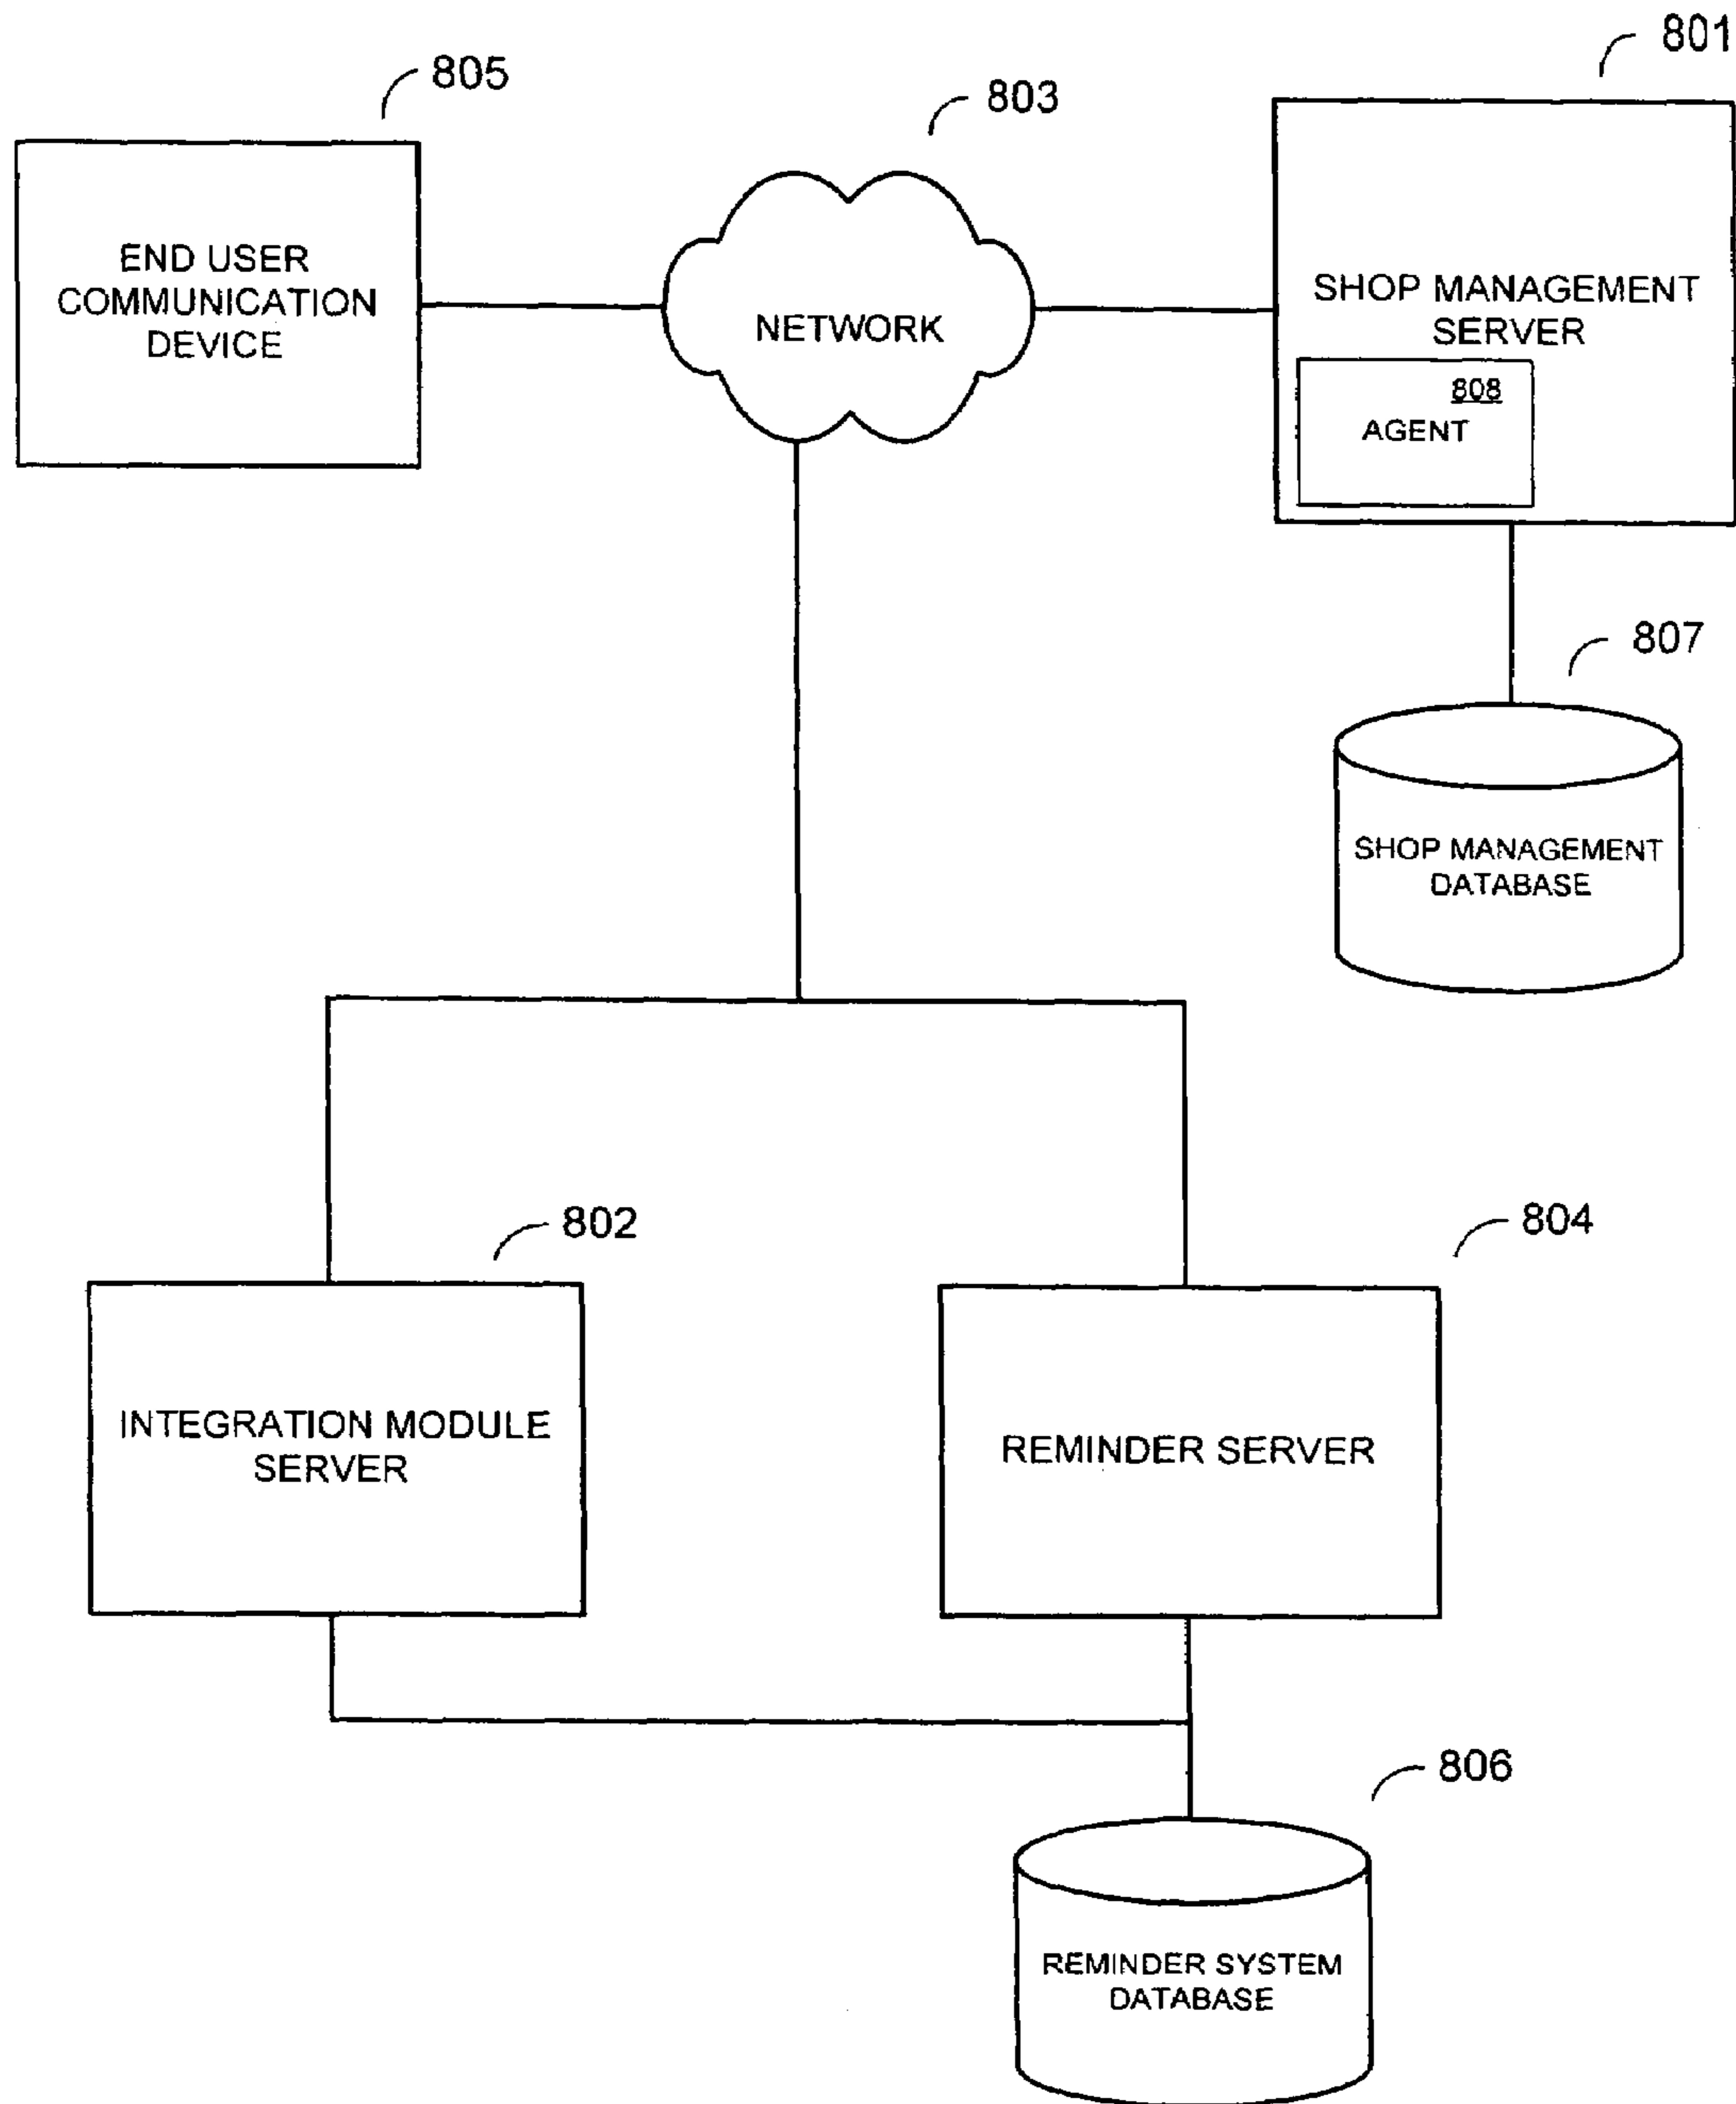 801
805
803
END USER
COMMUNICATION
DEVICE
NETWORK
SHOP MANAGEMENT
SERVER
808
AGENT
807
SHOP MANAGEMENT
DATABASE
802
804
INTEGRATION MODULE
SERVER
REMINDER SERVER
806
REMINDER SYSTEM
DATABASE